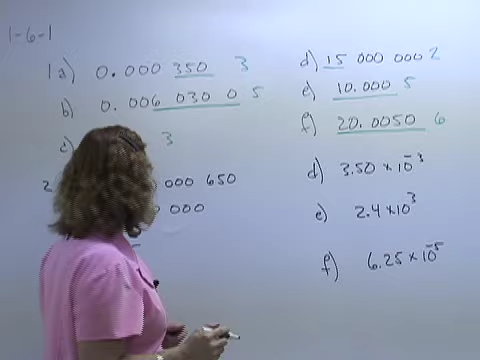 1-6-1
1a) 0.000 350 3
b) 0.006 030 0 5
c) 3
2 000 650
000
d) 15 000 000 2
e) 10.000 5
f) 20.0050 6
d) 3.50 × 10⁻³
e) 2.4 × 10³
f) 6.25 × 10⁻⁵